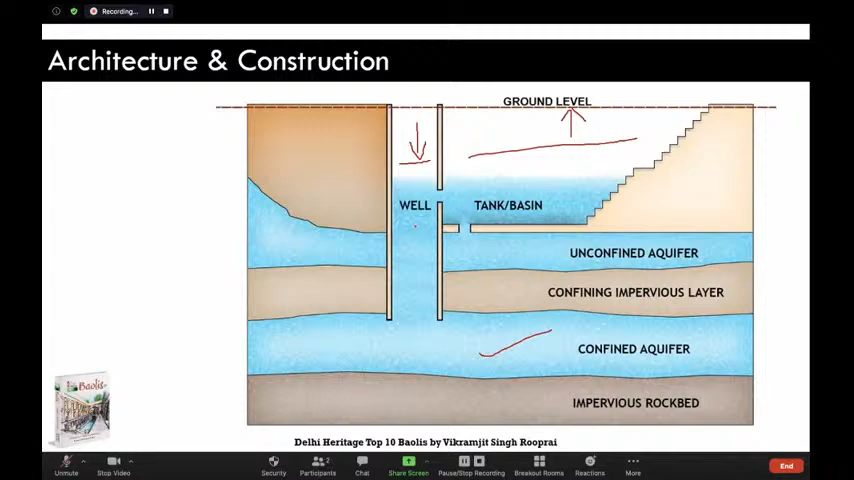 Recording...
Architecture & Construction
GROUND LEVEL
WELL
TANK/BASIN
UNCONFINED AQUIFER
CONFINING IMPERVIOUS LAYER
CONFINED AQUIFER
IMPERVIOUS ROCKBED
Baolis
Delhi Heritage Top 10 Baolis by Vikramjit Singh Rooprai
Unmute
Stop Video
Security
Participants 2
Chat
Share Screen
Pause/Stop Recording
Breakout Rooms
Reactions
More
End